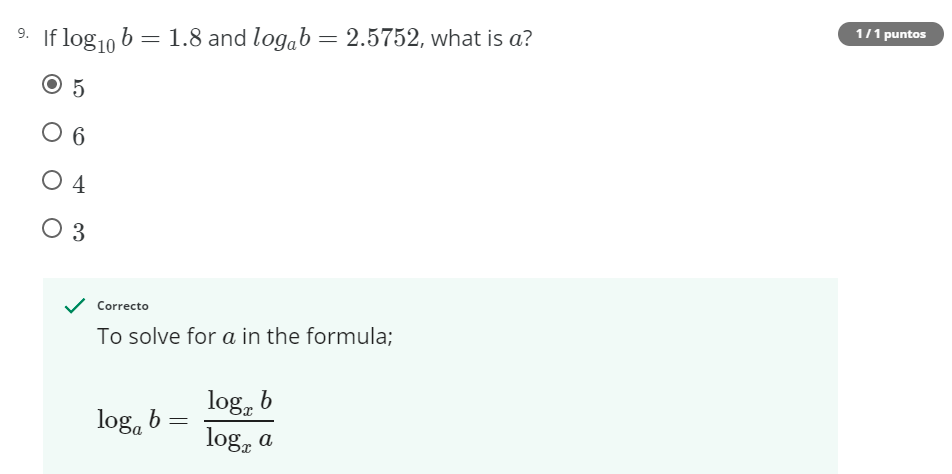 9. If log₁₀ b = 1.8 and logₐb = 2.5752, what is a?
1 / 1 puntos
5
6
4
3
Correcto
To solve for a in the formula;
logₐ b = logₓ b / logₓ a